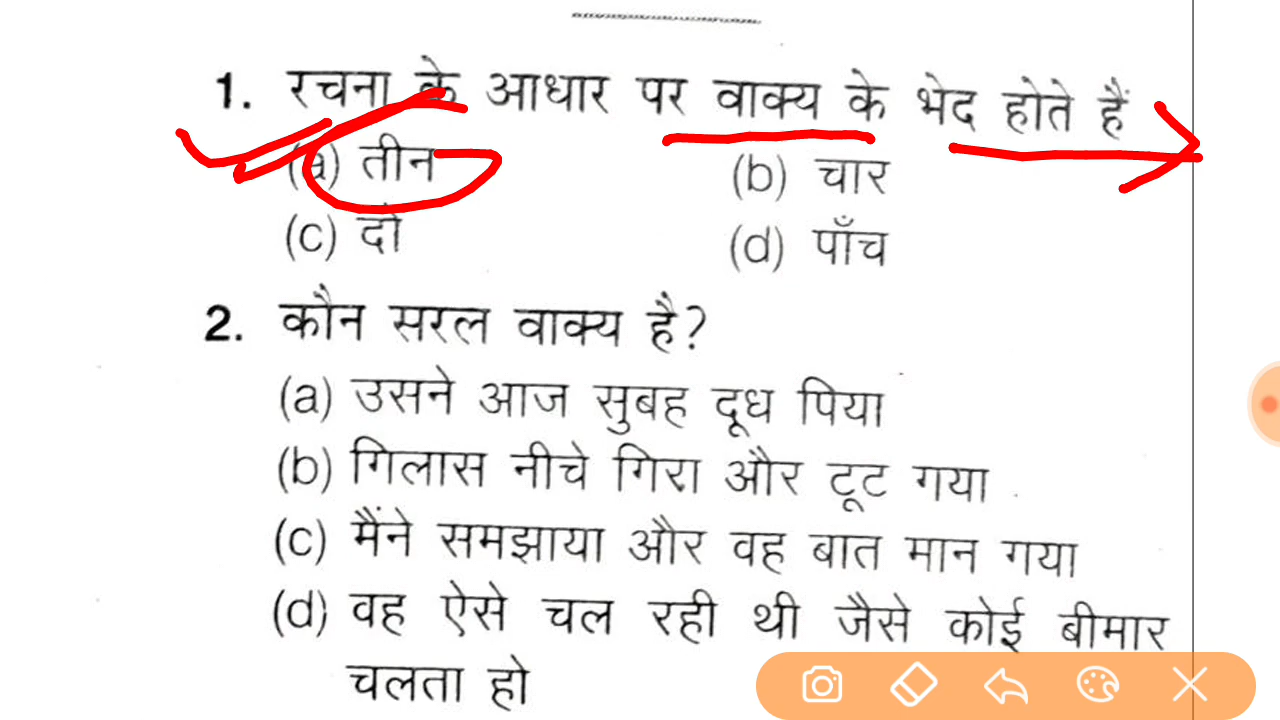 1. रचना के आधार पर वाक्य के भेद होते हैं
(a) तीन (b) चार
(c) दो (d) पाँच
2. कौन सरल वाक्य है?
(a) उसने आज सुबह दूध पिया
(b) गिलास नीचे गिरा और टूट गया
(c) मैंने समझाया और वह बात मान गया
(d) वह ऐसे चल रही थी जैसे कोई बीमार
चलता हो